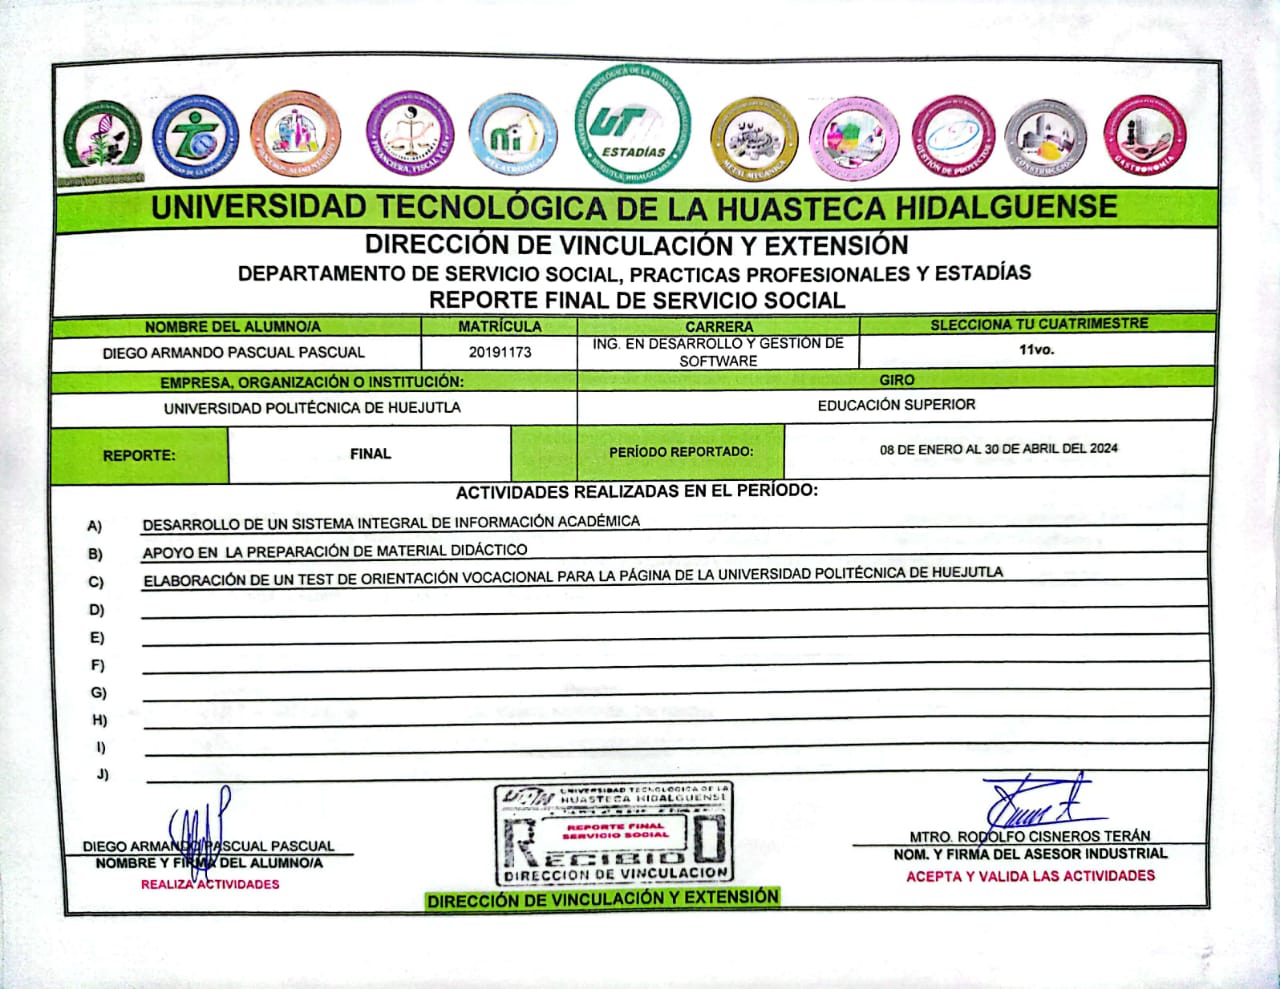 UNIVERSIDAD TECNOLÓGICA DE LA HUASTECA HIDALGUENSE
HUEJUTLA, HIDALGO, MEX.
UT
ESTADÍAS
FINANCIERA, FISCAL Y
MECATRÓNICA
METAL MECÁNICA
GESTIÓN DE PROYECTOS
CONSTRUCCIÓN
GASTRONOMÍA
UNIVERSIDAD TECNOLÓGICA DE LA HUASTECA HIDALGUENSE
DIRECCIÓN DE VINCULACIÓN Y EXTENSIÓN
DEPARTAMENTO DE SERVICIO SOCIAL, PRACTICAS PROFESIONALES Y ESTADÍAS
REPORTE FINAL DE SERVICIO SOCIAL
NOMBRE DEL ALUMNO/A MATRÍCULA CARRERA SLECCIONA TU CUATRIMESTRE
DIEGO ARMANDO PASCUAL PASCUAL 20191173 ING. EN DESARROLLO Y GESTIÓN DE SOFTWARE 11vo.
EMPRESA, ORGANIZACIÓN O INSTITUCIÓN: GIRO
UNIVERSIDAD POLITÉCNICA DE HUEJUTLA EDUCACIÓN SUPERIOR
REPORTE: FINAL PERÍODO REPORTADO: 08 DE ENERO AL 30 DE ABRIL DEL 2024
ACTIVIDADES REALIZADAS EN EL PERÍODO:
A) DESARROLLO DE UN SISTEMA INTEGRAL DE INFORMACIÓN ACADÉMICA
B) APOYO EN LA PREPARACIÓN DE MATERIAL DIDÁCTICO
C) ELABORACIÓN DE UN TEST DE ORIENTACIÓN VOCACIONAL PARA LA PÁGINA DE LA UNIVERSIDAD POLITÉCNICA DE HUEJUTLA
D)
E)
F)
G)
H)
I)
J)
UNIVERSIDAD TECNOLOGICA DE LA
HUASTECA HIDALGUENSE
REPORTE FINAL
SERVICIO SOCIAL
RECIBIDO
DIRECCION DE VINCULACION
DIEGO ARMANDO PASCUAL PASCUAL
NOMBRE Y FIRMA DEL ALUMNO/A
REALIZA ACTIVIDADES
MTRO. RODOLFO CISNEROS TERÁN
NOM. Y FIRMA DEL ASESOR INDUSTRIAL
ACEPTA Y VALIDA LAS ACTIVIDADES
DIRECCIÓN DE VINCULACIÓN Y EXTENSIÓN